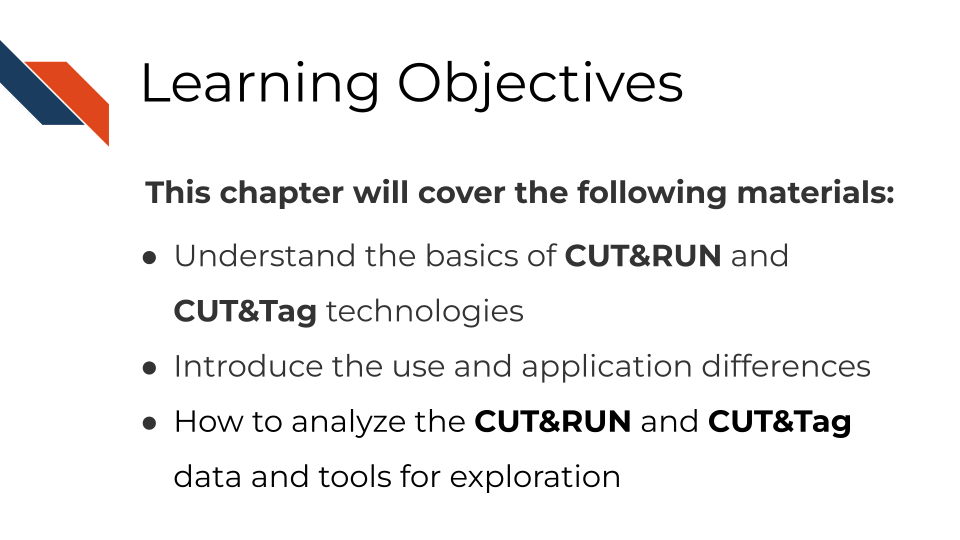 Learning Objectives
This chapter will cover the following materials:
● Understand the basics of CUT&RUN and
CUT&Tag technologies
● Introduce the use and application differences
● How to analyze the CUT&RUN and CUT&Tag
data and tools for exploration